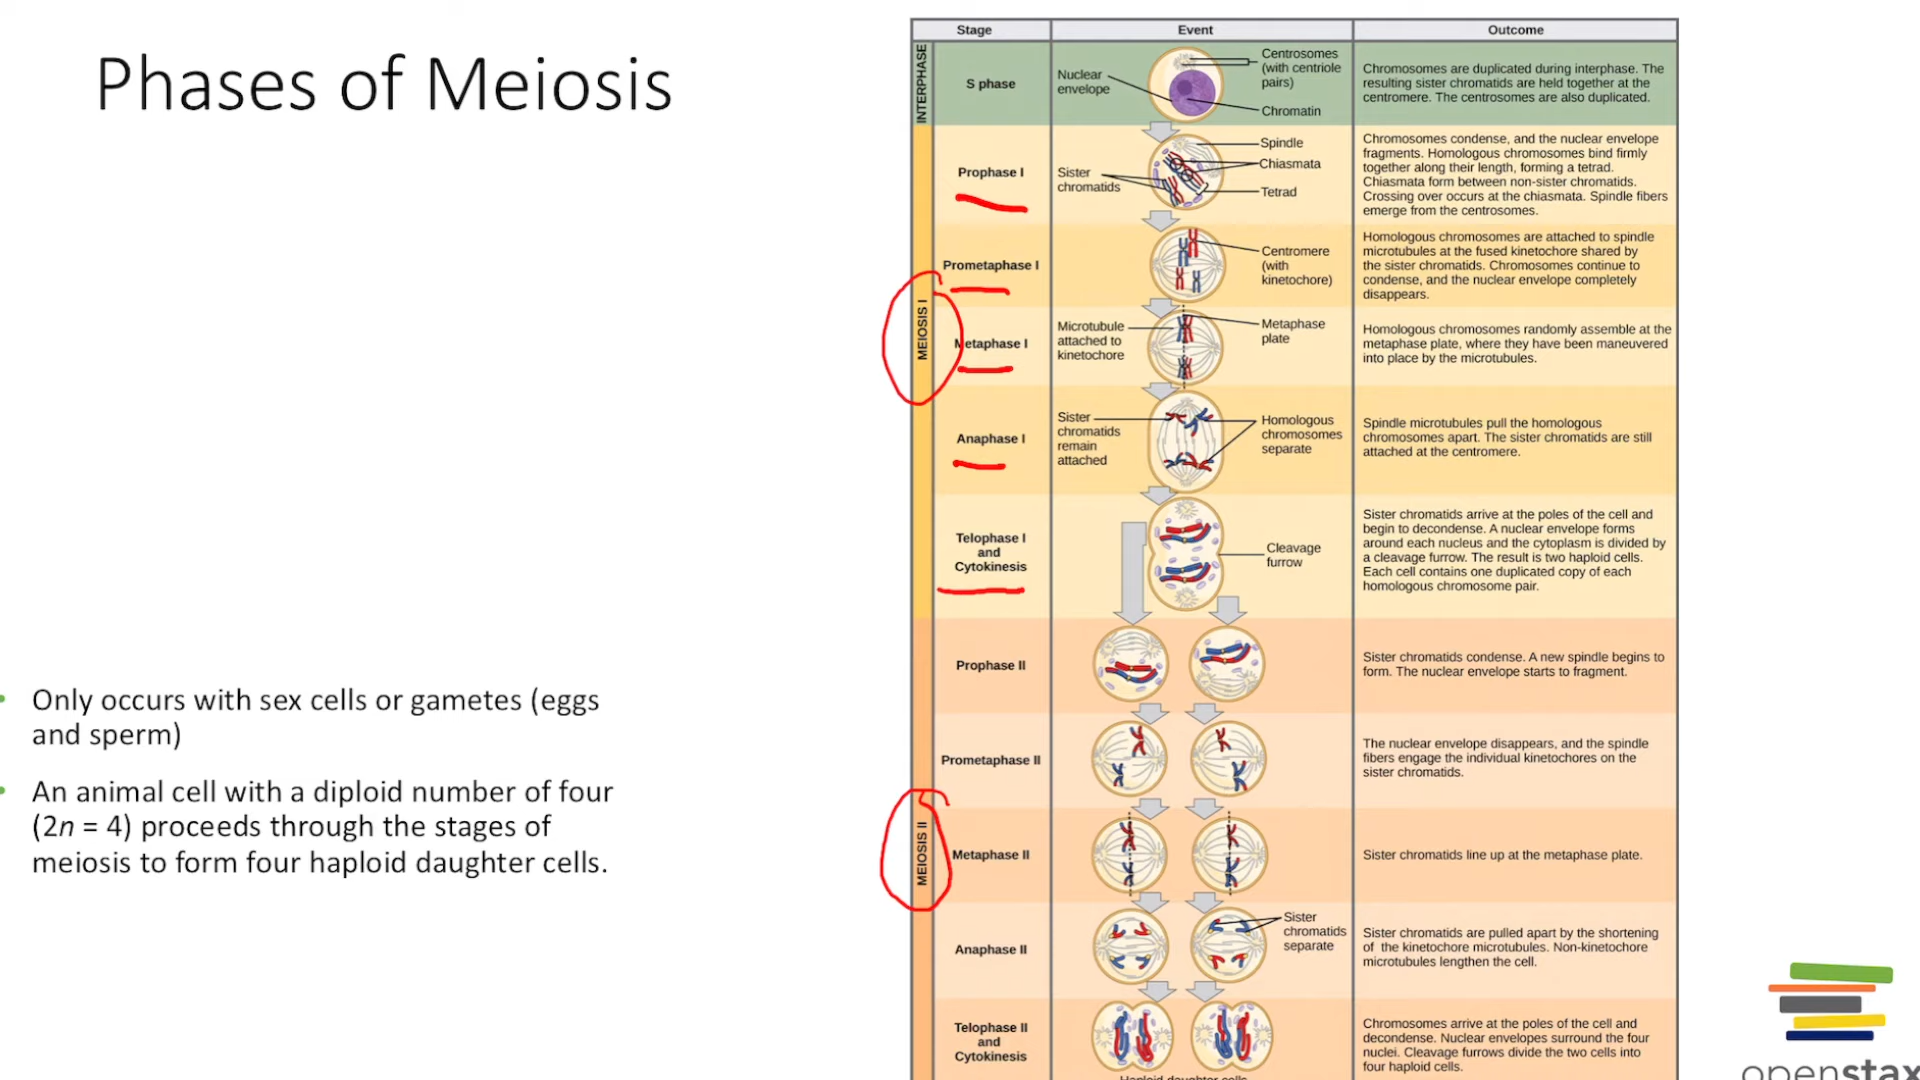 Phases of Meiosis
Only occurs with sex cells or gametes (eggs
and sperm)
An animal cell with a diploid number of four
(2n = 4) proceeds through the stages of
meiosis to form four haploid daughter cells.
Stage
Event
Outcome
INTERPHASE
S phase
Nuclear
envelope
Centrosomes
(with centriole
pairs)
Chromatin
Chromosomes are duplicated during interphase. The
resulting sister chromatids are held together at the
centromere. The centrosomes are also duplicated.
MEIOSIS I
Prophase I
Sister
chromatids
Spindle
Chiasmata
Tetrad
Chromosomes condense, and the nuclear envelope
fragments. Homologous chromosomes bind firmly
together along their length, forming a tetrad.
Chiasmata form between non-sister chromatids.
Crossing over occurs at the chiasmata. Spindle fibers
emerge from the centrosomes.
Prometaphase I
Centromere
(with
kinetochore)
Homologous chromosomes are attached to spindle
microtubules at the fused kinetochore shared by
the sister chromatids. Chromosomes continue to
condense, and the nuclear envelope completely
disappears.
Metaphase I
Microtubule
attached to
kinetochore
Metaphase
plate
Homologous chromosomes randomly assemble at the
metaphase plate, where they have been maneuvered
into place by the microtubules.
Anaphase I
Sister
chromatids
remain
attached
Homologous
chromosomes
separate
Spindle microtubules pull the homologous
chromosomes apart. The sister chromatids are still
attached at the centromere.
Telophase I
and
Cytokinesis
Cleavage
furrow
Sister chromatids arrive at the poles of the cell and
begin to decondense. A nuclear envelope forms
around each nucleus and the cytoplasm is divided by
a cleavage furrow. The result is two haploid cells.
Each cell contains one duplicated copy of each
homologous chromosome pair.
MEIOSIS II
Prophase II
Sister chromatids condense. A new spindle begins to
form. The nuclear envelope starts to fragment.
Prometaphase II
The nuclear envelope disappears, and the spindle
fibers engage the individual kinetochores on the
sister chromatids.
Metaphase II
Sister chromatids line up at the metaphase plate.
Anaphase II
Sister
chromatids
separate
Sister chromatids are pulled apart by the shortening
of the kinetochore microtubules. Non-kinetochore
microtubules lengthen the cell.
Telophase II
and
Cytokinesis
Haploid daughter cells
Chromosomes arrive at the poles of the cell and
decondense. Nuclear envelopes surround the four
nuclei. Cleavage furrows divide the two cells into
four haploid cells.
openstax